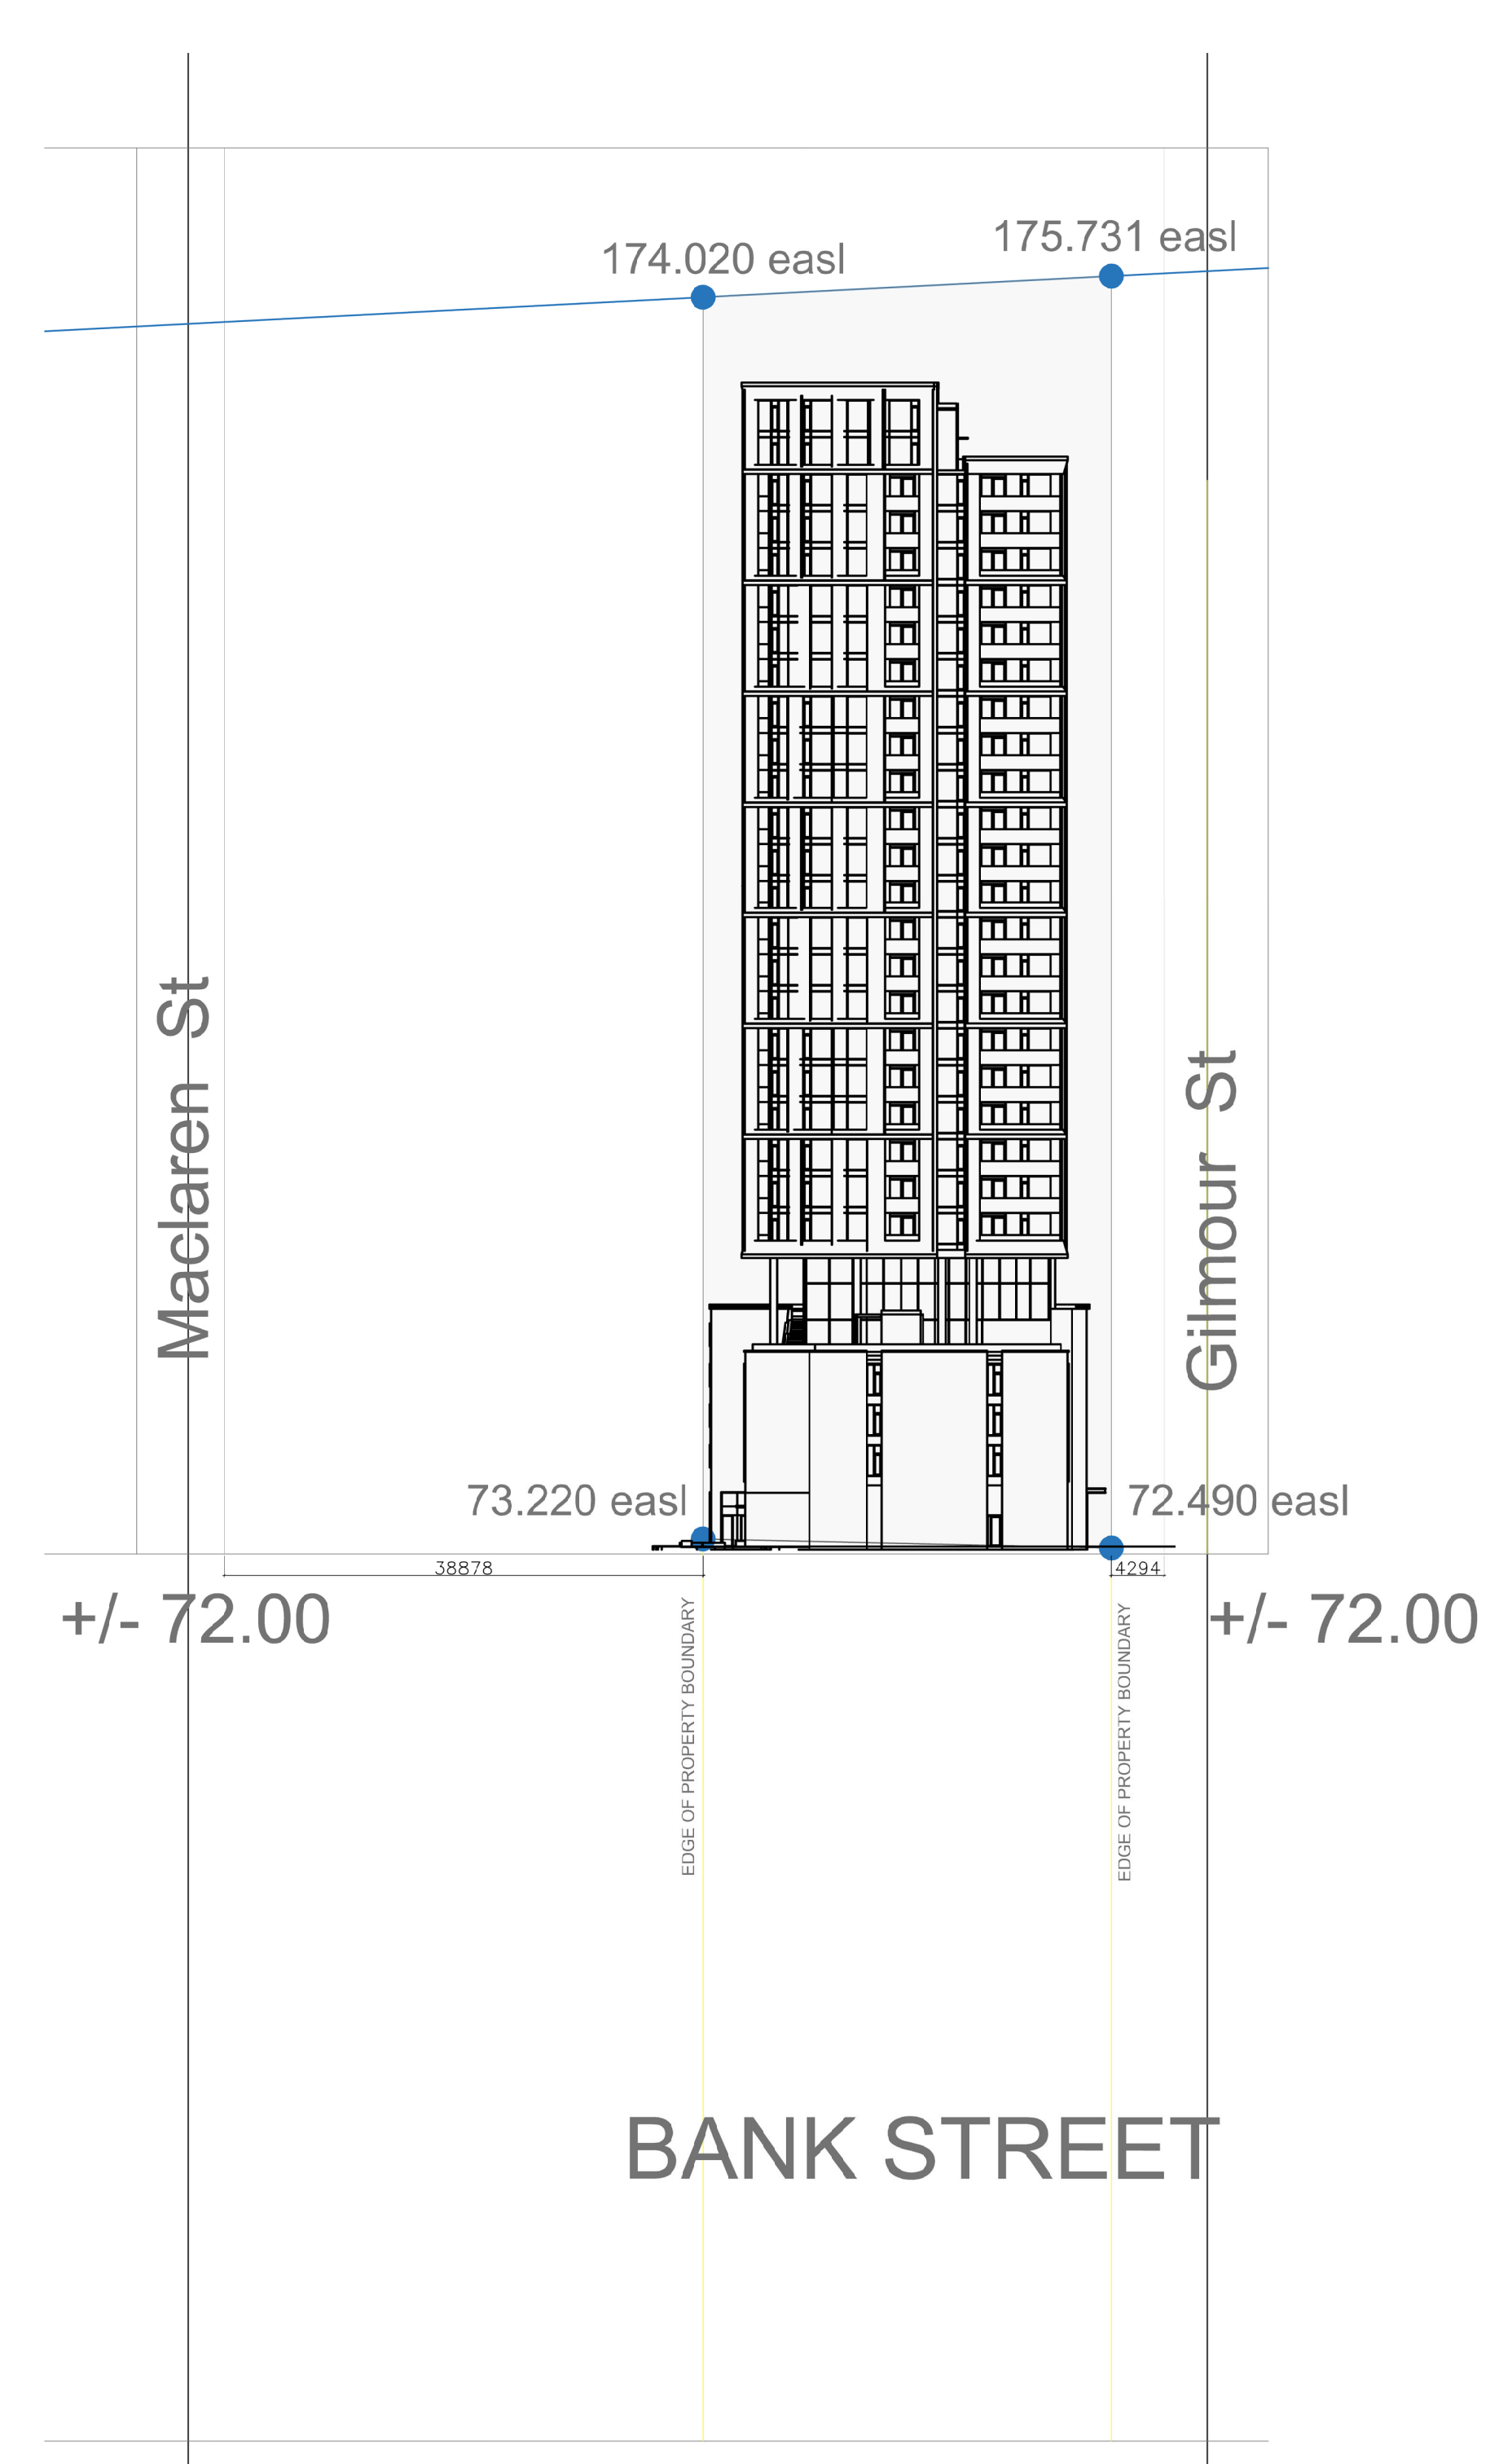 175.731 easl
174.020 easl
Maclaren St
Gilmour St
73.220 easl
72.490 easl
38878
4294
+/- 72.00
+/- 72.00
EDGE OF PROPERTY BOUNDARY
EDGE OF PROPERTY BOUNDARY
BANK STREET